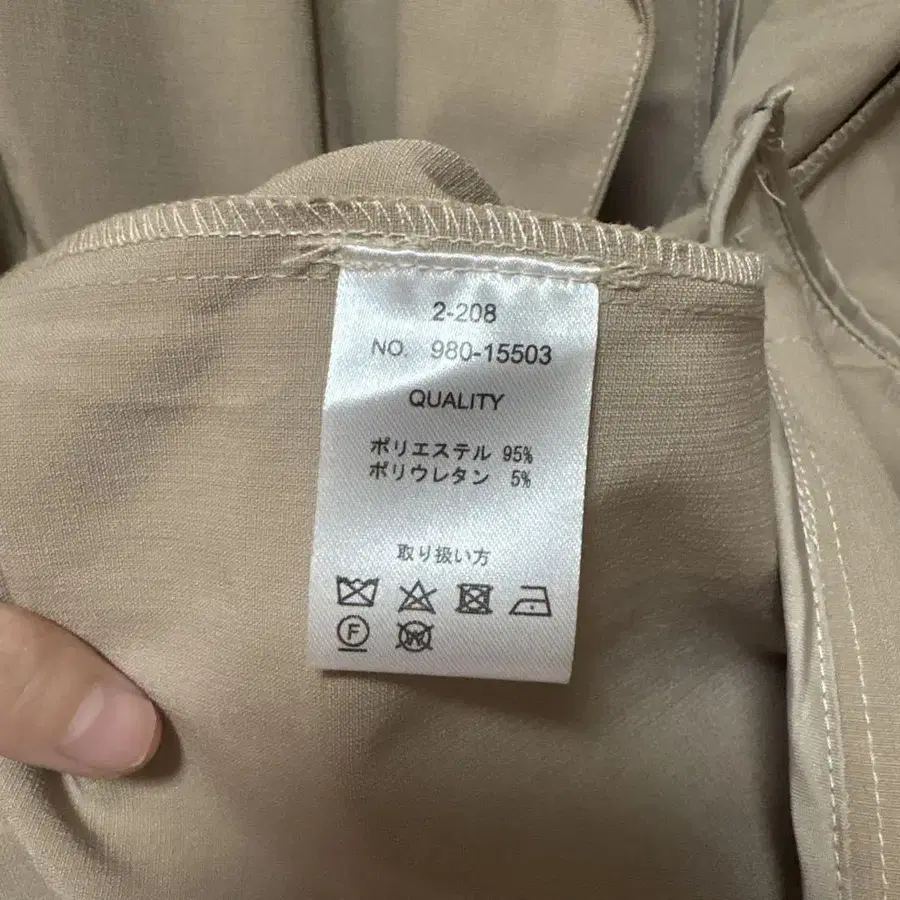 2-208
NO. 980-15503
QUALITY
ポリエステル 95%
ポリウレタン 5%
取り扱い方
F W